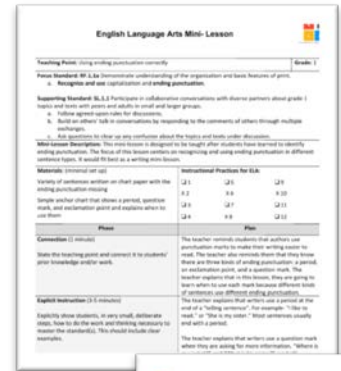 English Language Arts Mini- Lesson
Teaching Point: Using ending punctuation correctly Grade: 1
Focus Standard: RF.1.1a Demonstrate understanding of the organization and basic features of print.
a. Recognize and use capitalization and ending punctuation.
Supporting Standard: SL.1.1 Participate in collaborative conversations with diverse partners about grade 1
topics and texts with peers and adults in small and larger groups.
a. Follow agreed-upon rules for discussions.
b. Build on others' talk in conversations by responding to the comments of others through multiple
exchanges.
c. Ask questions to clear up any confusion about the topics and texts under discussion.
Mini-Lesson Description: This mini-lesson is designed to be taught after students have learned to identify
ending punctuation. The focus of this lesson centers on recognizing and using ending punctuation in different
sentence types. It would fit best as a writing mini-lesson.
Materials: (minimal set up) Instructional Practices for ELA:
Variety of sentences written on chart paper with the
ending punctuation missing
Simple anchor chart that shows a period, question
mark, and exclamation point and explains when to
use them
Phase Plan
Connection (1 minute)
State the teaching point and connect it to students'
prior knowledge and/or work.
The teacher reminds students that authors use
punctuation marks to make their writing easier to
read. The teacher also reminds them that they know
there are three kinds of ending punctuation: a period,
an exclamation point, and a question mark. The
teacher explains that in this lesson, they are going to
learn when to use each mark because different kinds
of sentences use different ending punctuation.
Explicit Instruction (3-5 minutes)
Explicitly show students, in very small, deliberate
steps, how to do the work and thinking necessary to
master the standard(s). This should include clear
examples.
The teacher explains that writers use a period at the
end of a "telling sentence". For example: "I like to
read." or "She is my sister." Most sentences usually
end with a period.
The teacher explains that writers use a question mark
when they are asking for more information. "Where is